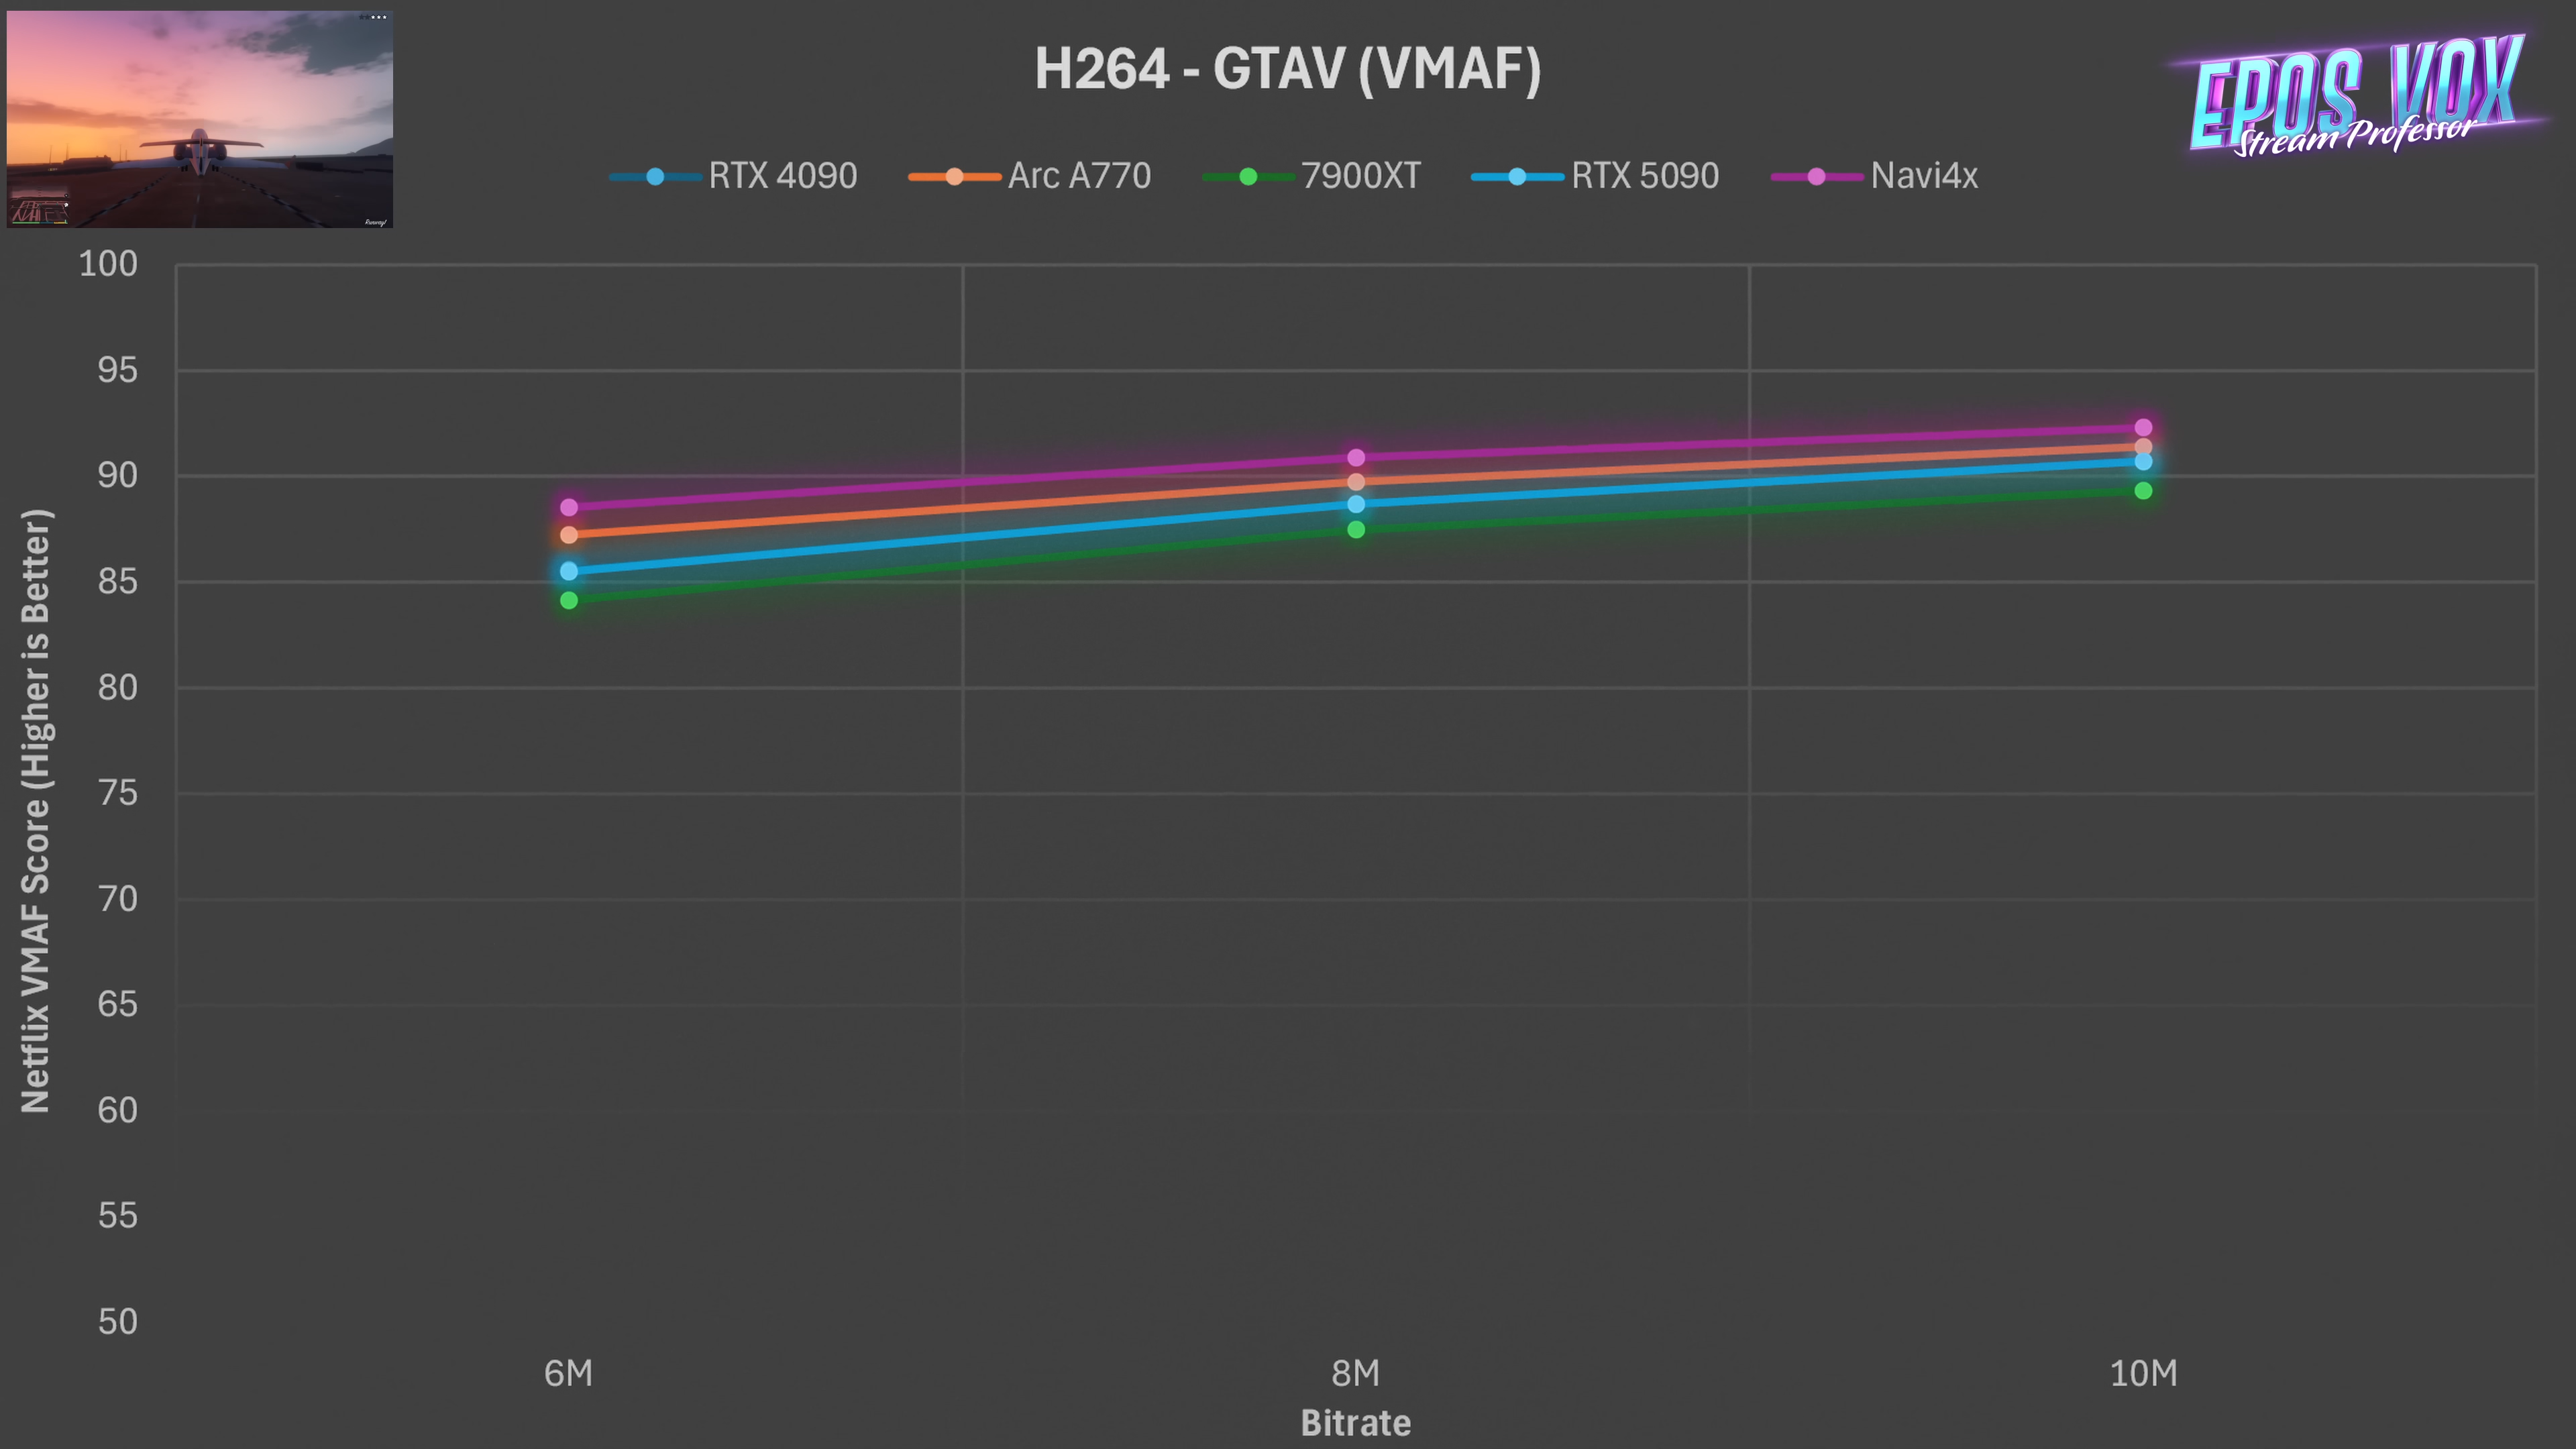 H264 - GTAV (VMAF)
EPOS VOX
Stream Professor
RTX 4090
Arc A770
7900XT
RTX 5090
Navi4x
Netflix VMAF Score (Higher is Better)
100
95
90
85
80
75
70
65
60
55
50
6M
8M
10M
Bitrate